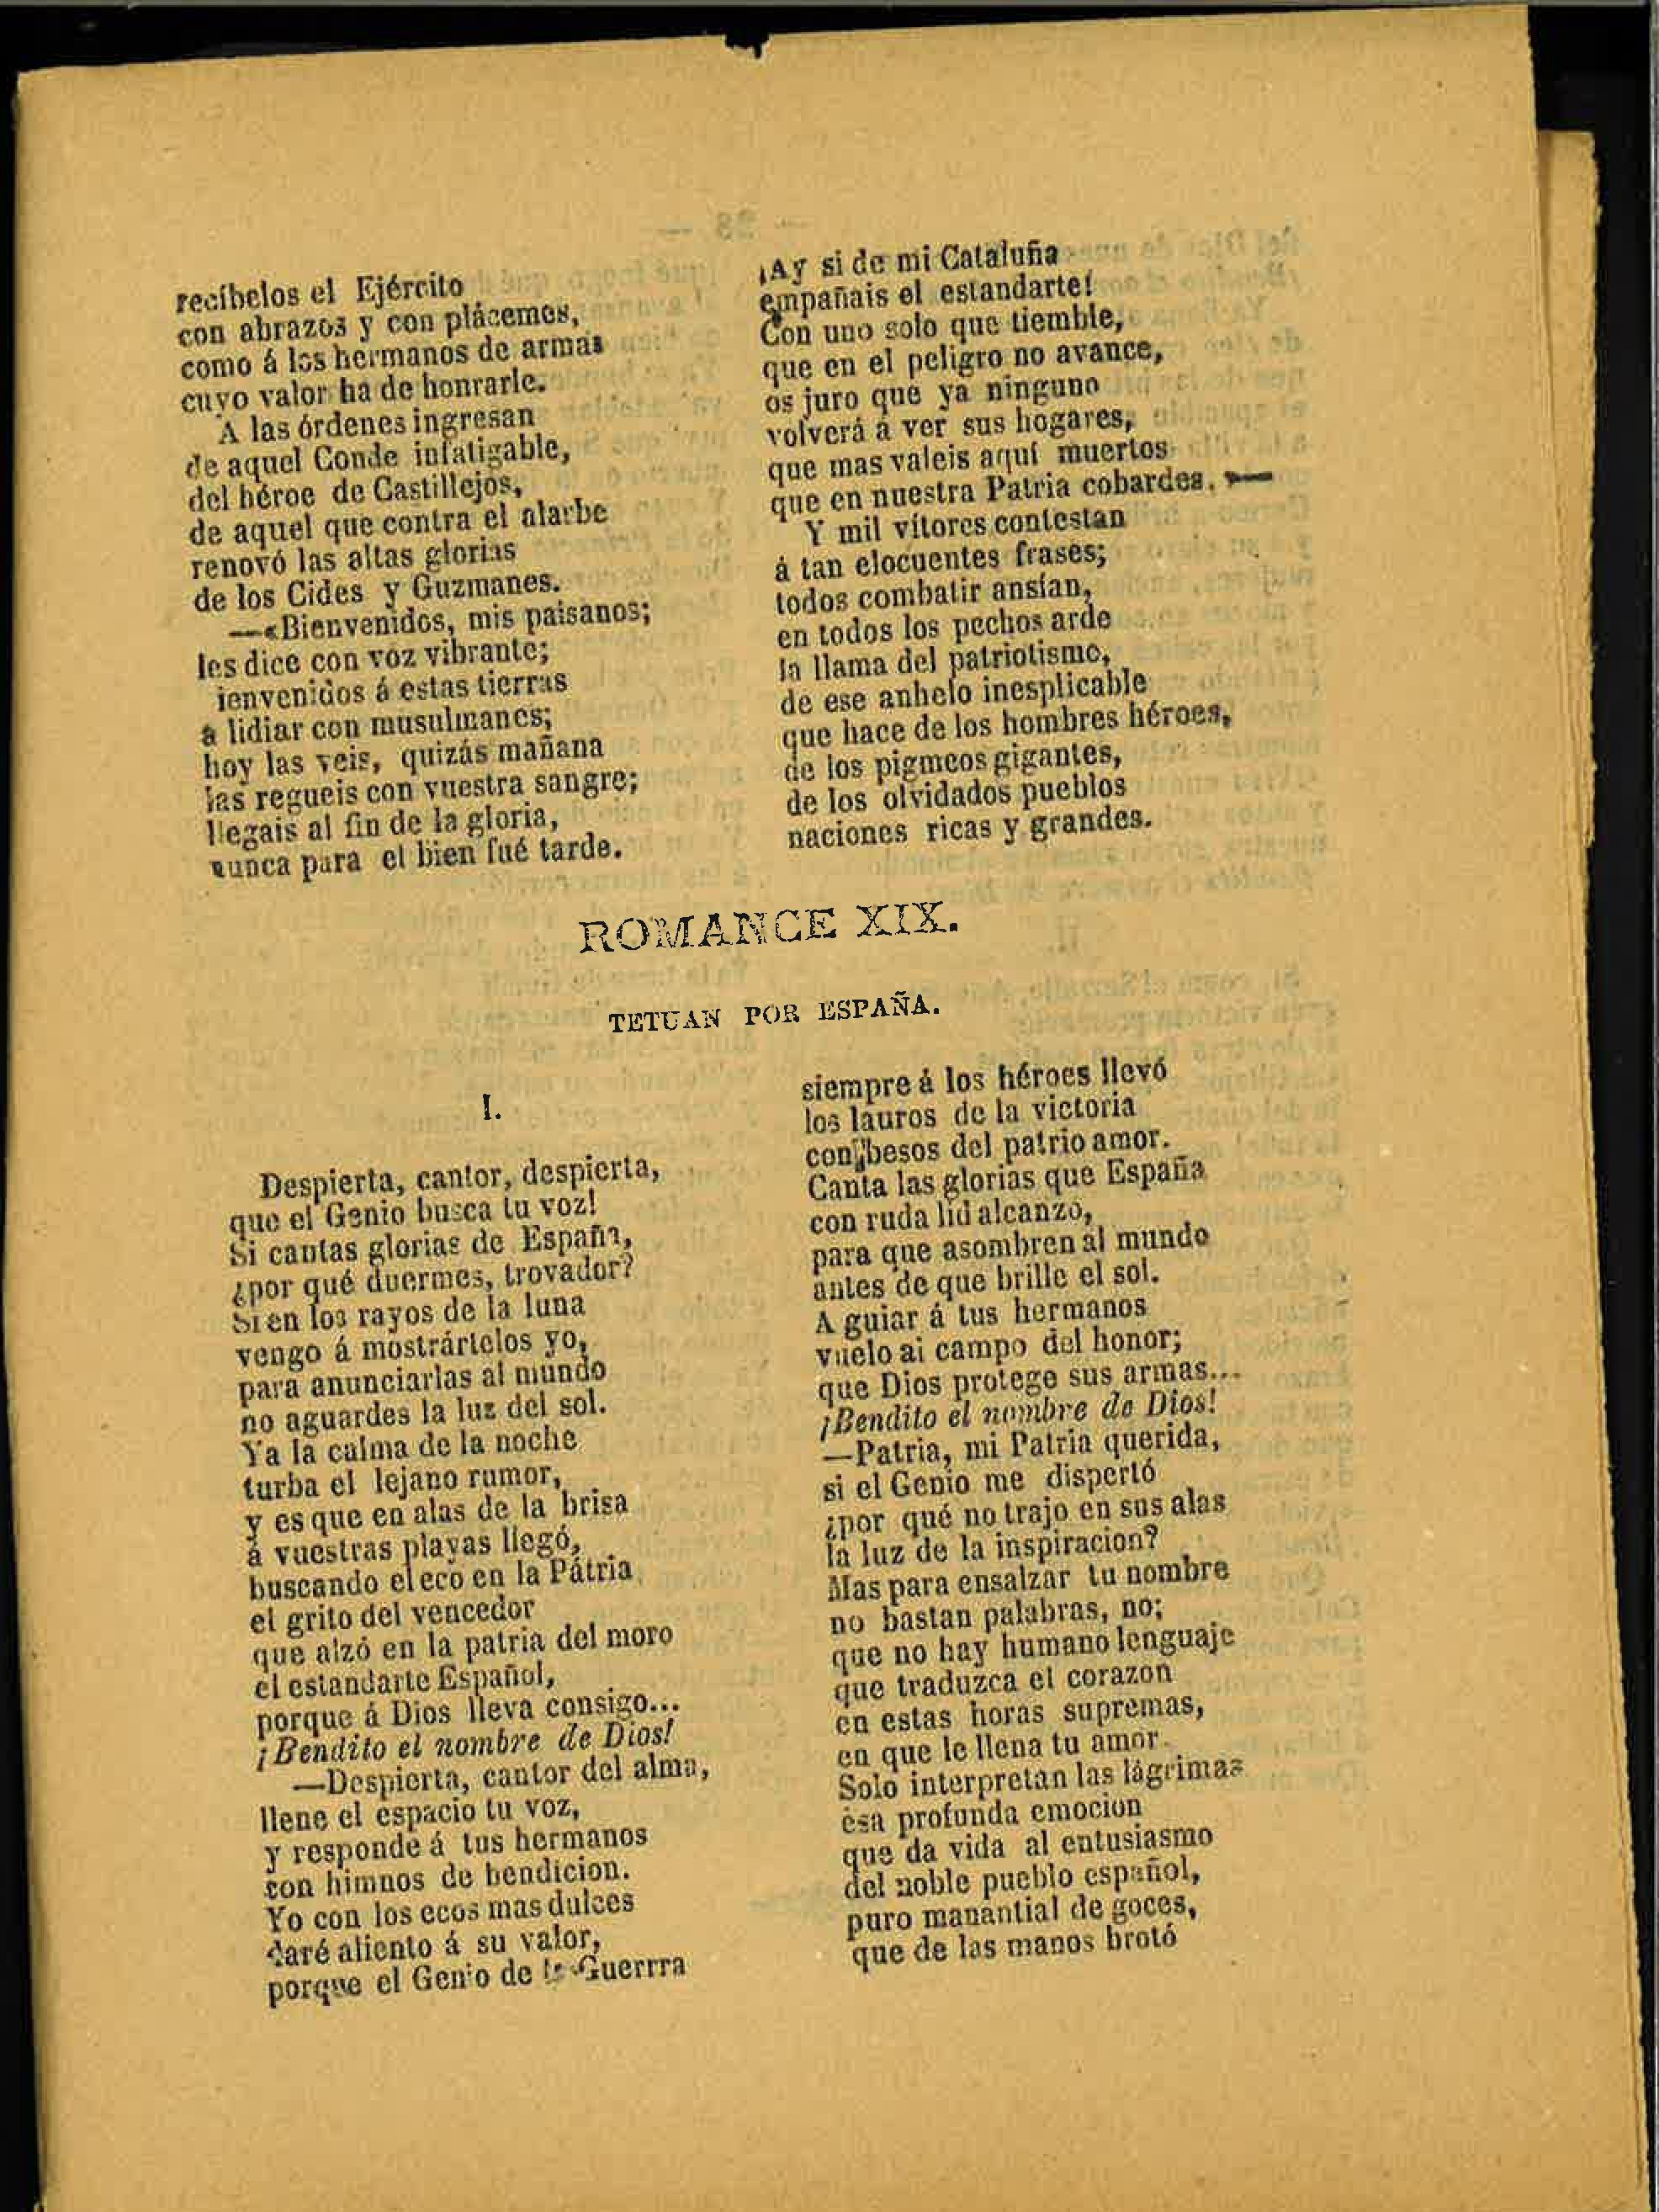 recíbelos el Ejército
con abrazos y con plácemes,
como á los hermanos de armas
cuyo valor ha de honrarle.
A las órdenes ingresan
de aquel Conde infatigable,
del héroe de Castillejos,
de aquel que contra el alarbe
renovó las altas glorias
de los Cides y Guzmanes.
—«Bienvenidos, mis paisanos;
les dice con voz vibrante;
ienvenidos á estas tierras
á lidiar con musulmanes;
hoy las veis, quizás mañana
las regueis con vuestra sangre;
llegais al fin de la gloria,
nunca para el bien fué tarde.
¡Ay si de mi Cataluña
empañais el estandarte!
Con uno solo que tiemble,
que en el peligro no avance,
os juro que ya ninguno
volverá á ver sus hogares,
que mas valeis aquí muertos
que en nuestra Patria cobardes. —
Y mil vítores contestan
á tan elocuentes frases;
todos combatir ansían,
en todos los pechos arde
la llama del patriotismo,
de ese anhelo inesplicable
que hace de los hombres héroes,
de los pigmeos gigantes,
de los olvidados pueblos
naciones ricas y grandes.
ROMANCE XIX.
TETUAN POR ESPAÑA.
I.
Despierta, cantor, despierta,
que el Genio busca tu voz!
Si cantas glorias de España,
¿por qué duermes, trovador?
Si en los rayos de la luna
vengo á mostrártelos yo,
para anunciarlas al mundo
no aguardes la luz del sol.
Ya la calma de la noche
turba el lejano rumor,
y es que en alas de la brisa
á vuestras playas llegó,
buscando el eco en la Pátria
el grito del vencedor
que alzó en la patria del moro
el estandarte Español,
porque á Dios lleva consigo...
¡Bendito el nombre de Dios!
—Despierta, cantor del alma,
llene el espacio tu voz,
y responde á tus hermanos
con himnos de bendicion.
Yo con los ecos mas dulces
daré aliento á su valor,
porque el Genio de la Guerrra
siempre á los héroes llevó
los lauros de la victoria
con besos del patrio amor.
Canta las glorias que España
con ruda lid alcanzó,
para que asombren al mundo
antes de que brille el sol.
A guiar á tus hermanos
vuelo ai campo del honor;
que Dios protege sus armas...
¡Bendito el nombre de Dios!
—Patria, mi Patria querida,
si el Genio me dispertó
¿por qué no trajo en sus alas
la luz de la inspiracion?
Mas para ensalzar tu nombre
no bastan palabras, no;
que no hay humano lenguaje
que traduzca el corazon
en estas horas supremas,
en que le llena tu amor.
Solo interpretan las lágrimas
esa profunda emocion
que da vida al entusiasmo
del noble pueblo español,
puro manantial de goces,
que de las manos brotó